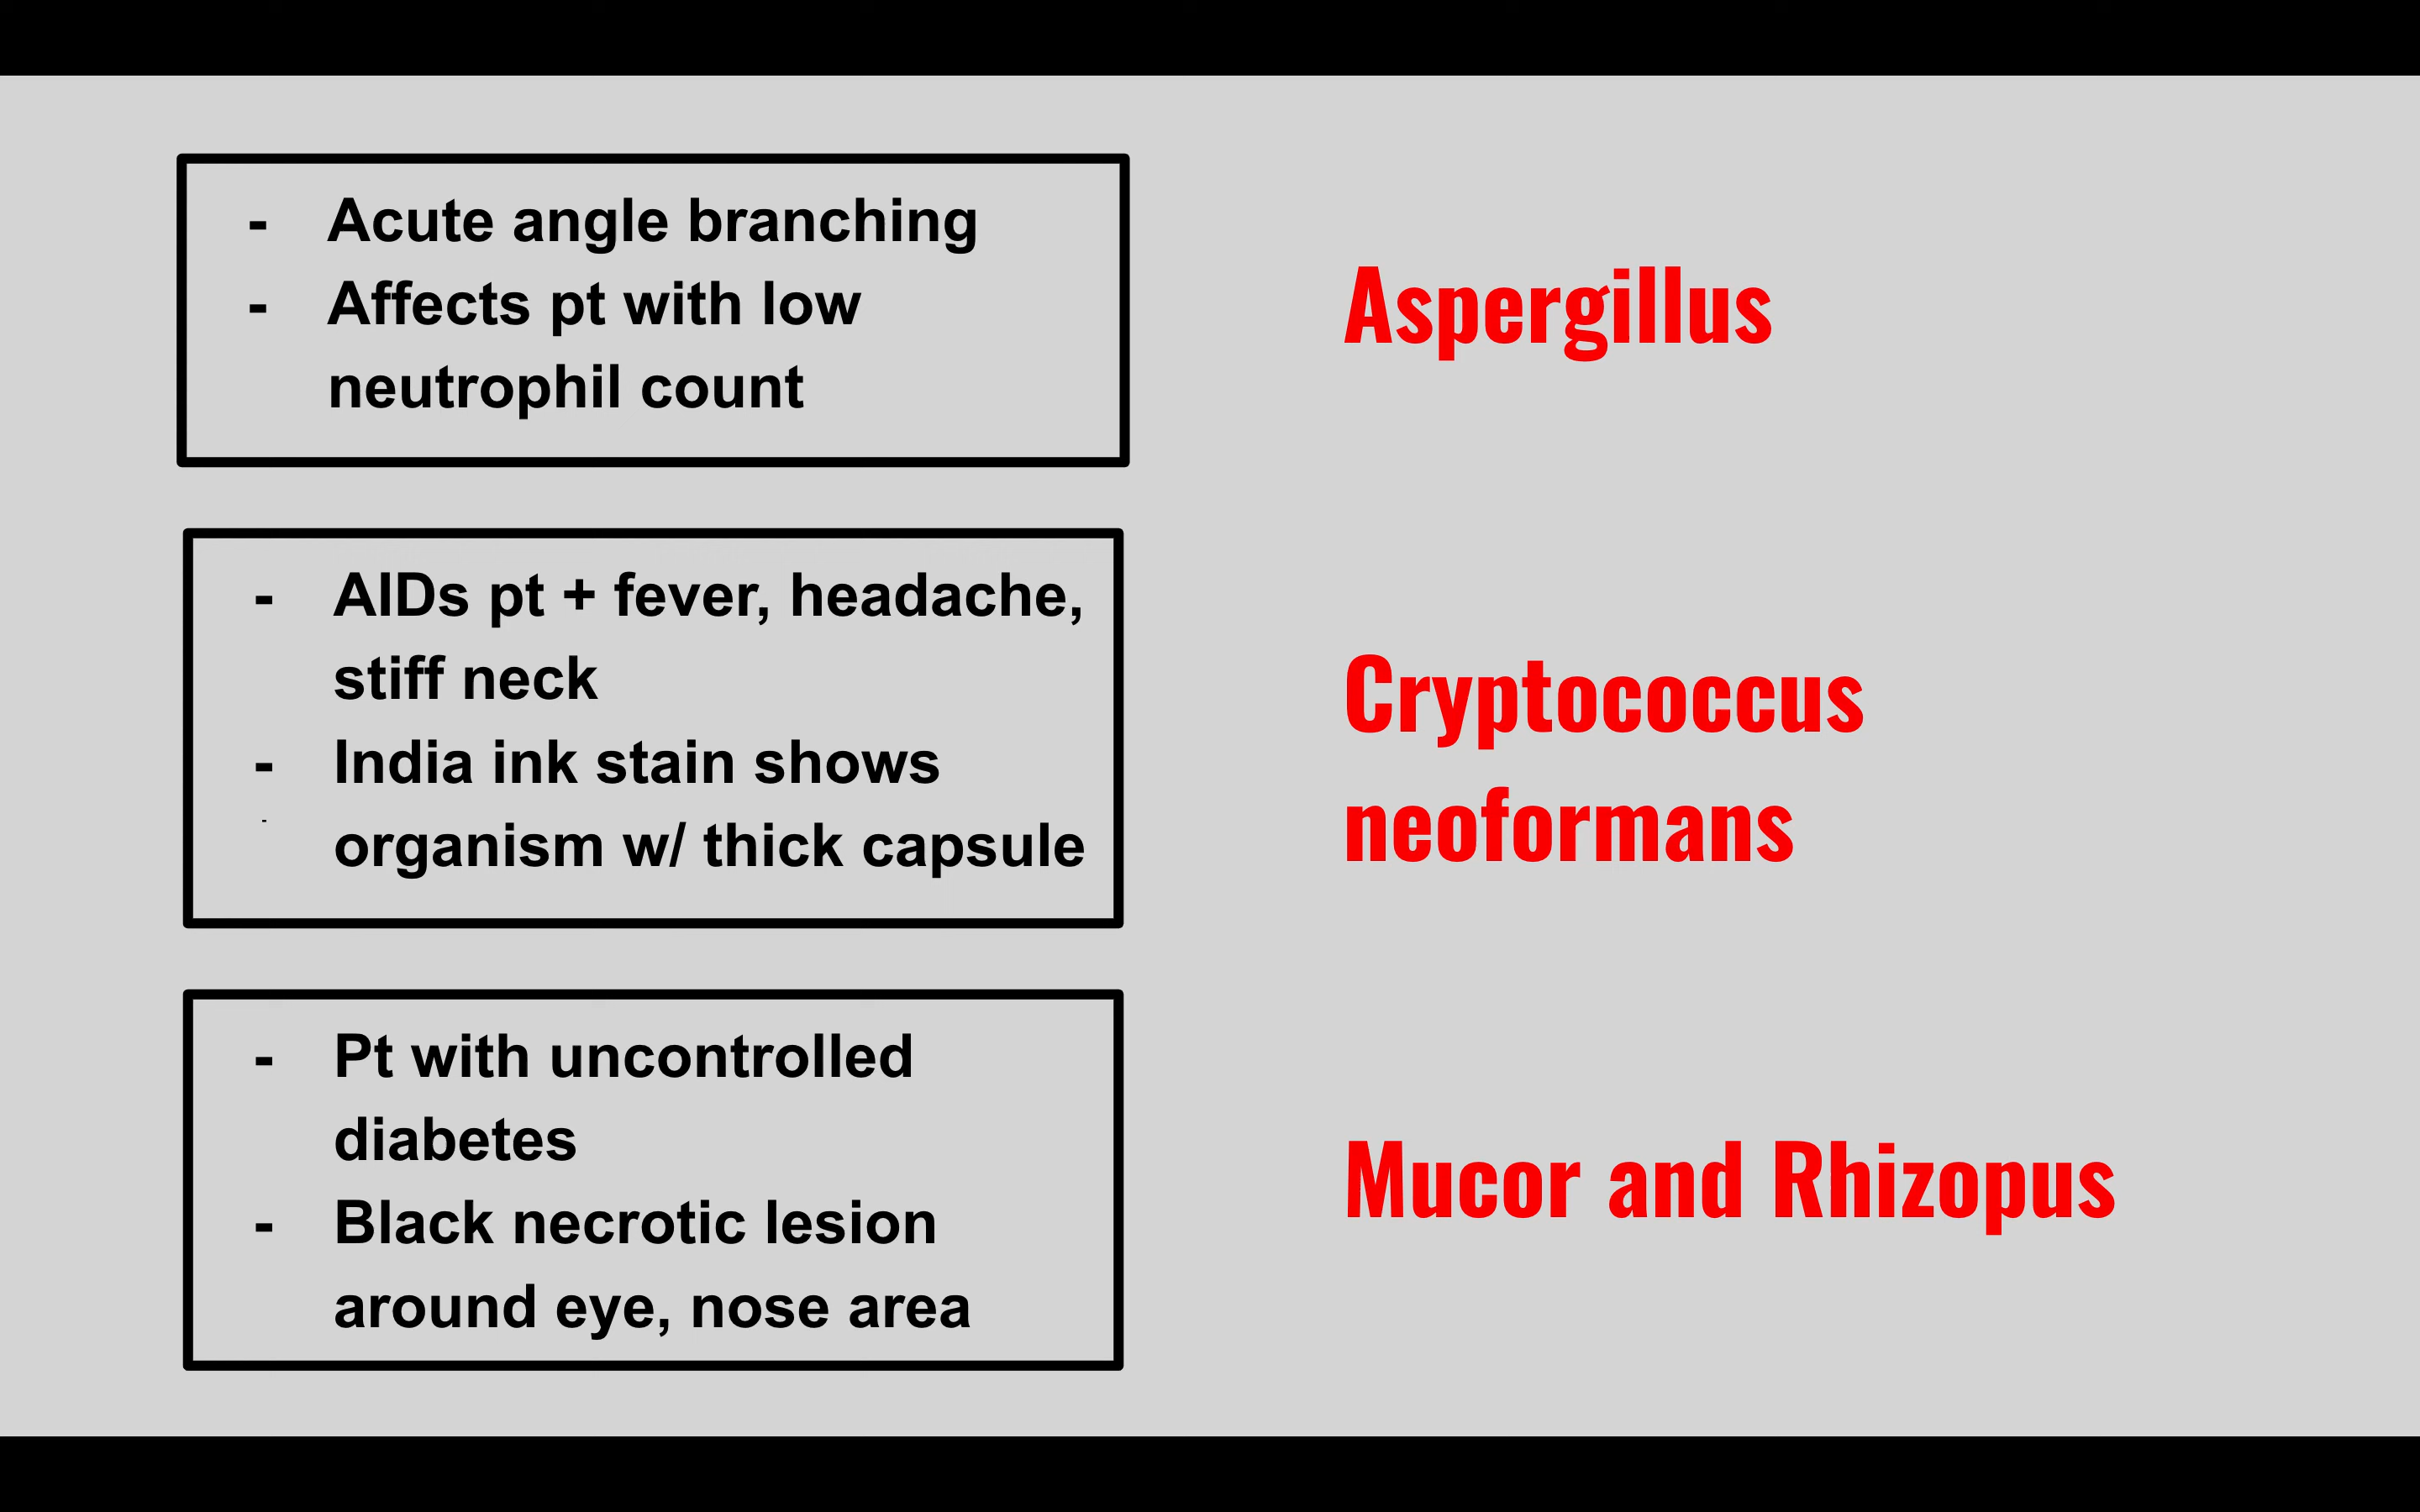 - Acute angle branching
- Affects pt with low
neutrophil count
Aspergillus
- AIDs pt + fever, headache,
stiff neck
- India ink stain shows
- organism w/ thick capsule
Cryptococcus
neoformans
- Pt with uncontrolled
diabetes
- Black necrotic lesion
around eye, nose area
Mucor and Rhizopus